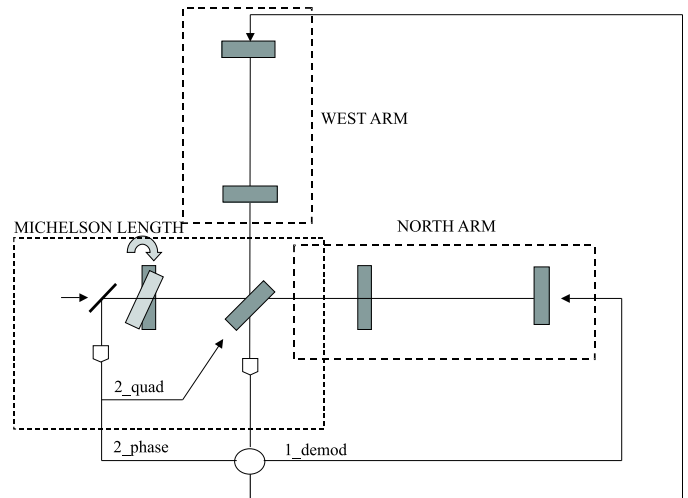 WEST ARM
MICHELSON LENGTH
NORTH ARM
2_quad
2_phase
1_demod